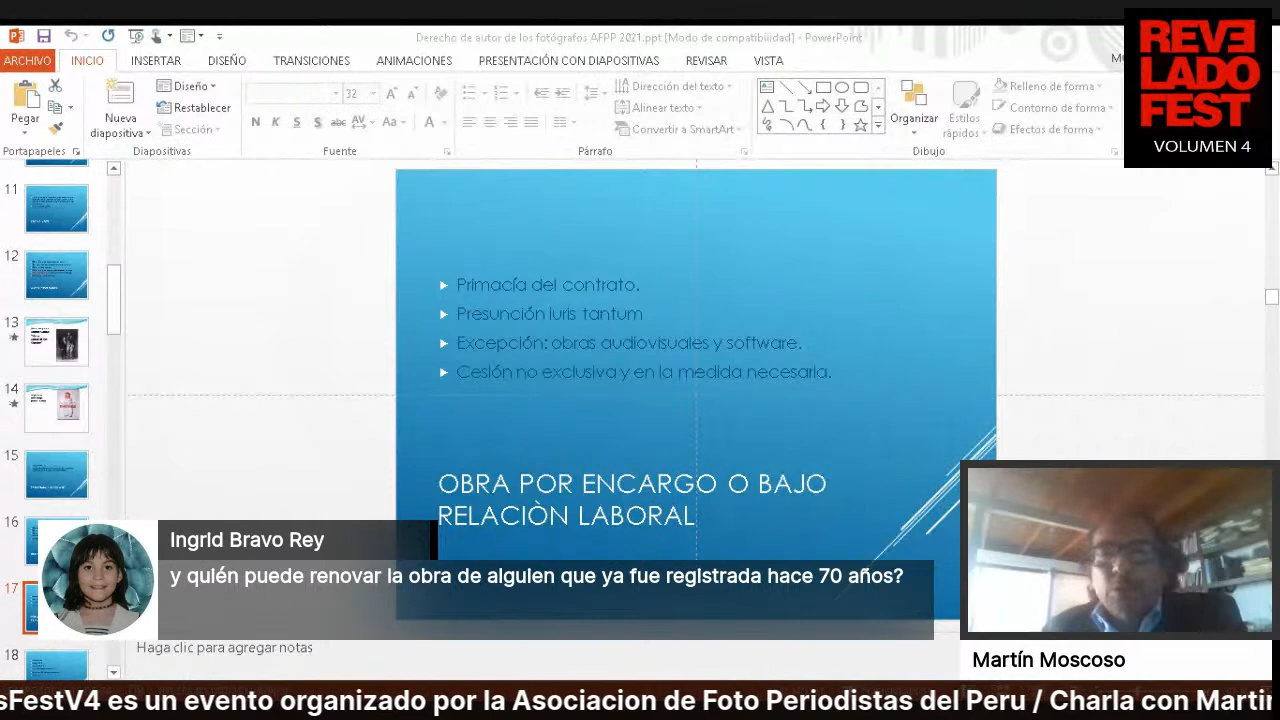 Derecho de autor de los fotógrafos AFPP 2021.ppt [Modo de compatibilidad] - PowerPoint
ARCHIVO INICIO INSERTAR DISEÑO TRANSICIONES ANIMACIONES PRESENTACIÓN CON DIAPOSITIVAS REVISAR VISTA
REVE
LADO
FEST
VOLUMEN 4
Pegar
Portapapeles
Nueva
diapositiva
Diseño
Restablecer
Sección
Diapositivas
32
N K S S abc AV Aa A
Fuente
Dirección del texto
Alinear texto
Convertir a SmartArt
Párrafo
Organizar
Estilos
rápidos
Relleno de forma
Contorno de forma
Efectos de forma
Dibujo
11
12
13
14
15
16
17
18
Primacía del contrato.
Presunción iuris tantum
Excepción: obras audiovisuales y software.
Cesión no exclusiva y en la medida necesaria.
OBRA POR ENCARGO O BAJO
RELACIÒN LABORAL
Ingrid Bravo Rey
y quién puede renovar la obra de alguien que ya fue registrada hace 70 años?
Haga clic para agregar notas
Martín Moscoso
sFestV4 es un evento organizado por la Asociacion de Foto Periodistas del Peru / Charla con Martin